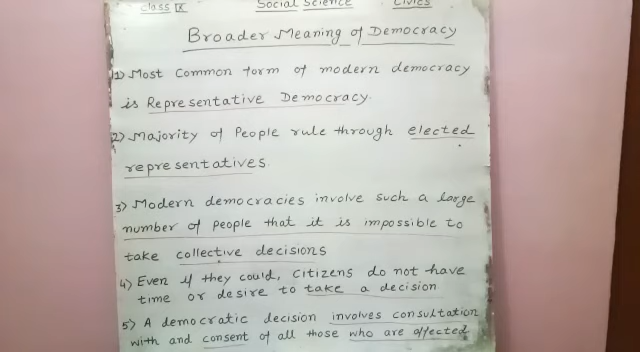 class IX Social Science Civics
Broader Meaning of Democracy
1) Most Common form of modern democracy
is Representative Democracy.
2) Majority of People rule through elected
representatives
3) Modern democracies involve such a large
number of people that it is impossible to
take collective decisions
4) Even if they could, citizens do not have
time or desire to take a decision
5) A democratic decision involves consultation
with and consent of all those who are affected